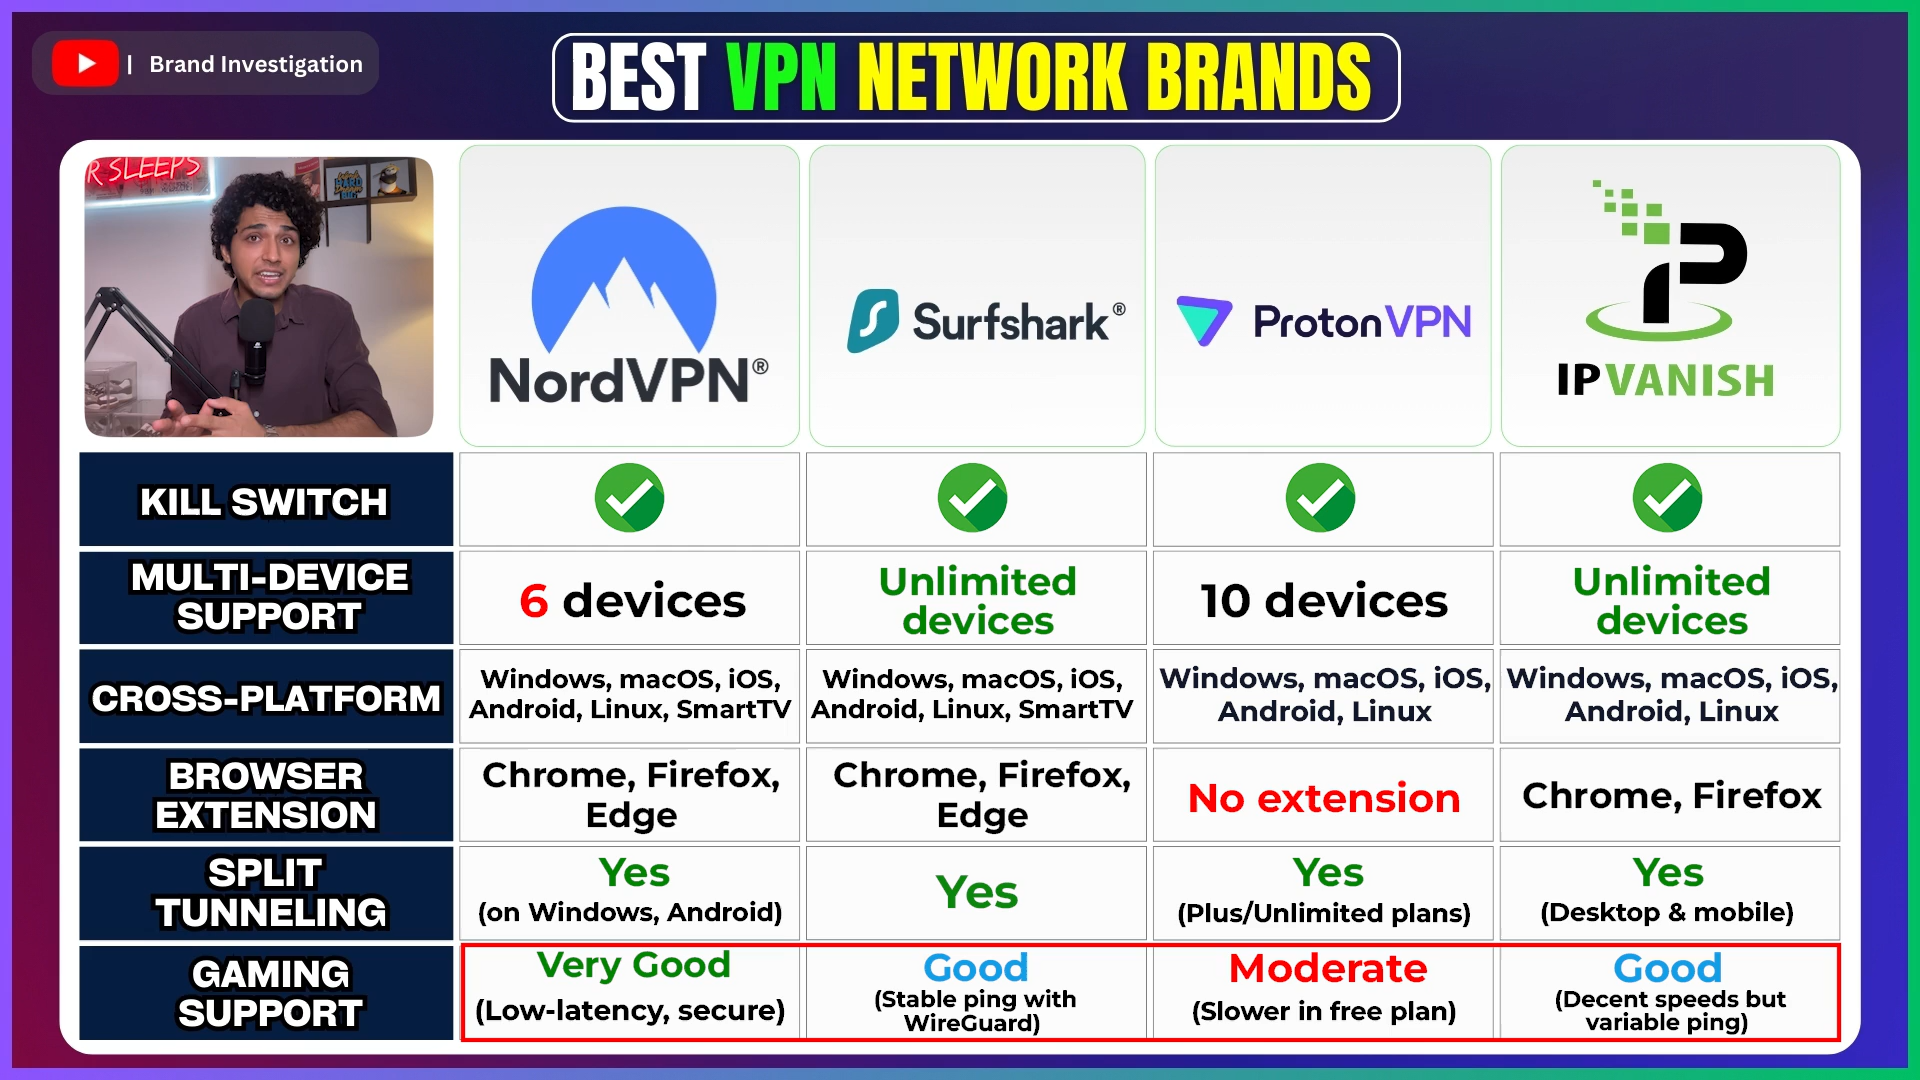 | Brand Investigation
BEST VPN NETWORK BRANDS
R SLEEPS
NordVPN®
Surfshark®
ProtonVPN
IPVANISH
KILL SWITCH
MULTI-DEVICE
SUPPORT
6 devices
Unlimited
devices
10 devices
Unlimited
devices
CROSS-PLATFORM
Windows, macOS, iOS,
Android, Linux, SmartTV
Windows, macOS, iOS,
Android, Linux, SmartTV
Windows, macOS, iOS,
Android, Linux
Windows, macOS, iOS,
Android, Linux
BROWSER
EXTENSION
Chrome, Firefox,
Edge
Chrome, Firefox,
Edge
No extension
Chrome, Firefox
SPLIT
TUNNELING
Yes
(on Windows, Android)
Yes
Yes
(Plus/Unlimited plans)
Yes
(Desktop & mobile)
GAMING
SUPPORT
Very Good
(Low-latency, secure)
Good
(Stable ping with
WireGuard)
Moderate
(Slower in free plan)
Good
(Decent speeds but
variable ping)